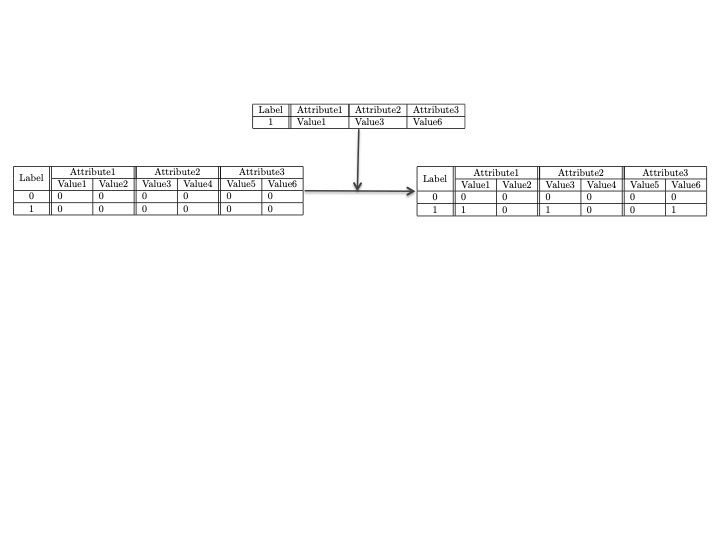 Label Attribute1 Attribute2 Attribute3
1 Value1 Value3 Value6
Label Attribute1 Attribute2 Attribute3
Value1 Value2 Value3 Value4 Value5 Value6
0 0 0 0 0 0 0
1 0 0 0 0 0 0
Label Attribute1 Attribute2 Attribute3
Value1 Value2 Value3 Value4 Value5 Value6
0 0 0 0 0 0 0
1 1 0 1 0 0 1